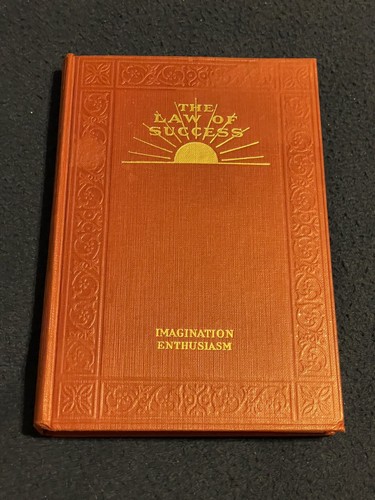 THE
LAW OF
SUCCESS
IMAGINATION
ENTHUSIASM